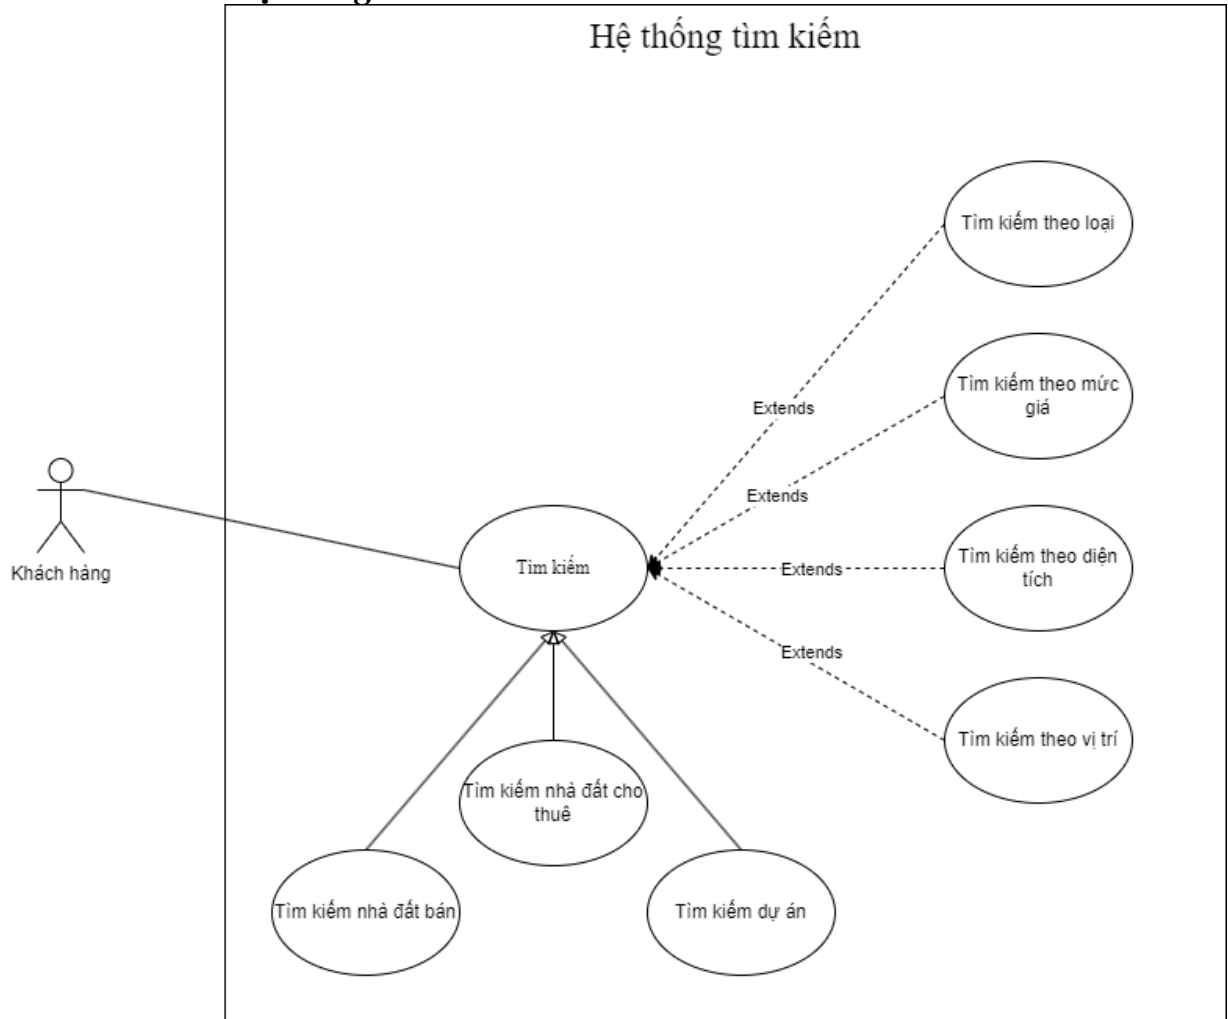 Hệ thống tìm kiếm
Tìm kiếm theo loại
Tìm kiếm theo mức
giá
Extends
Extends
Khách hàng
Tìm kiếm
Extends
Tìm kiếm theo diện
tích
Extends
Tìm kiếm theo vị trí
Tìm kiếm nhà đất cho
thuê
Tìm kiếm nhà đất bán
Tìm kiếm dự án